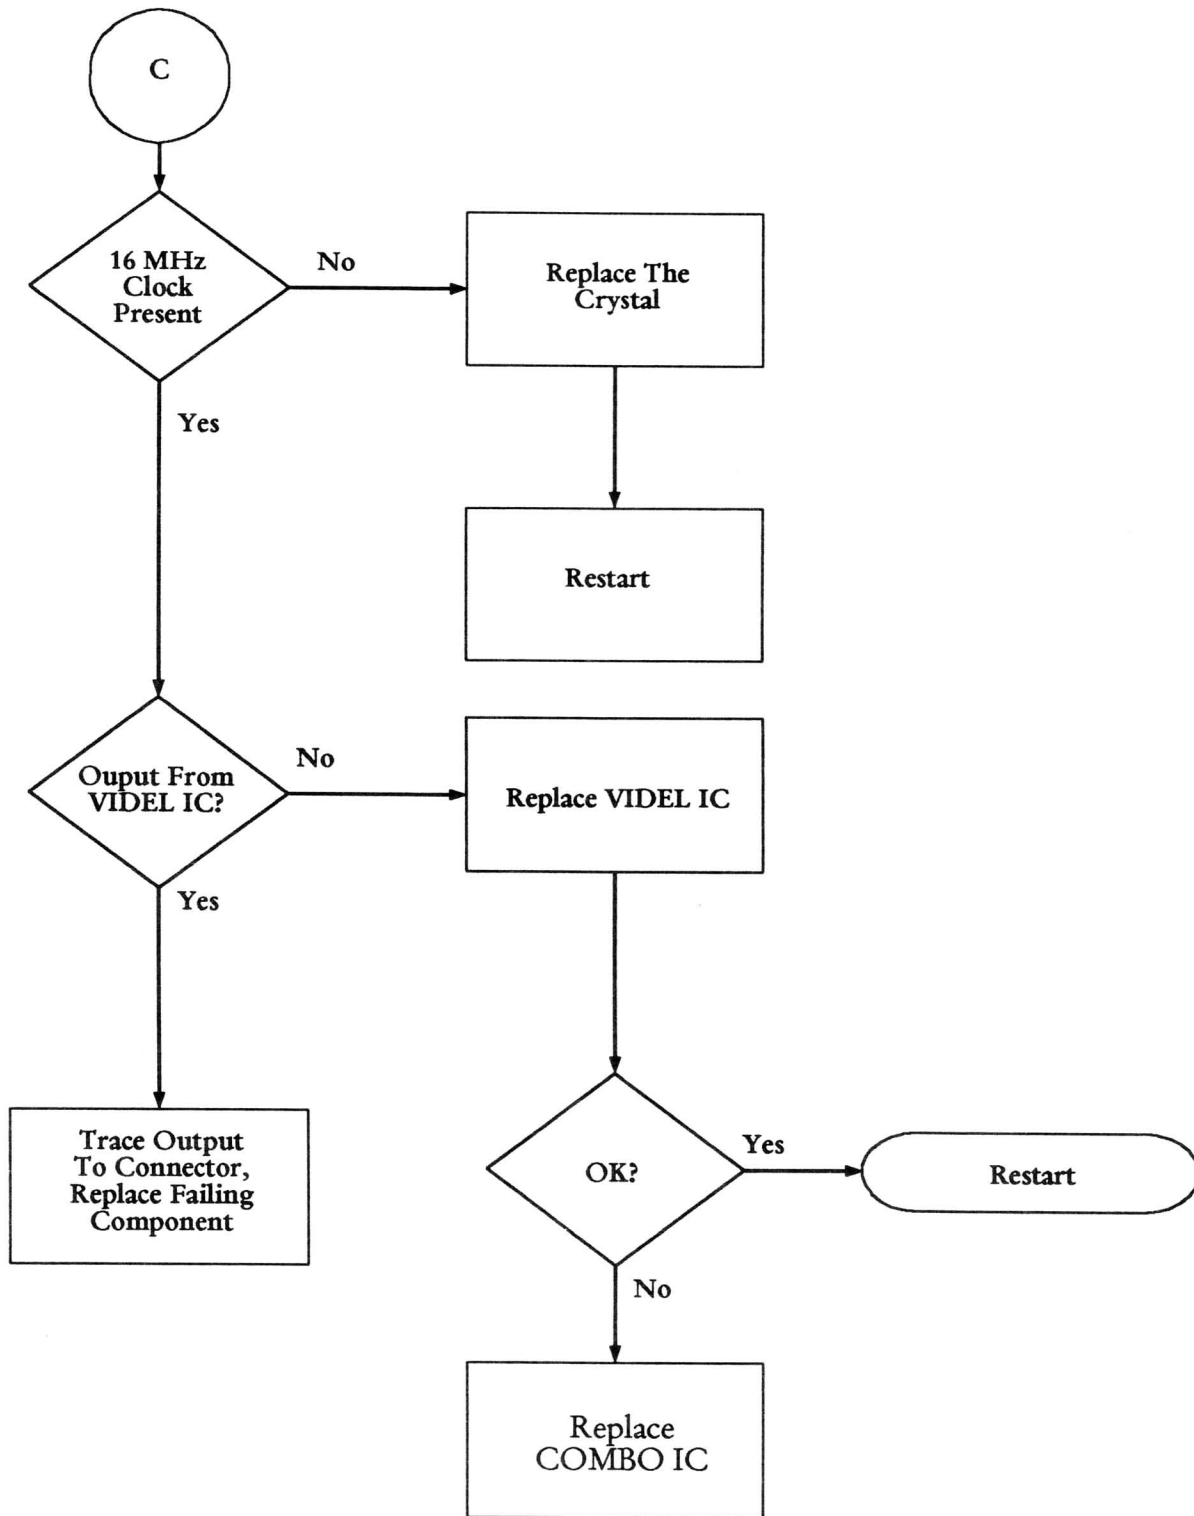 C
16 MHz
Clock
Present
No
Replace The
Crystal
Yes
Restart
Ouput From
VIDEL IC?
No
Replace VIDEL IC
Yes
Trace Output
To Connector,
Replace Failing
Component
OK?
Yes
Restart
No
Replace
COMBO IC